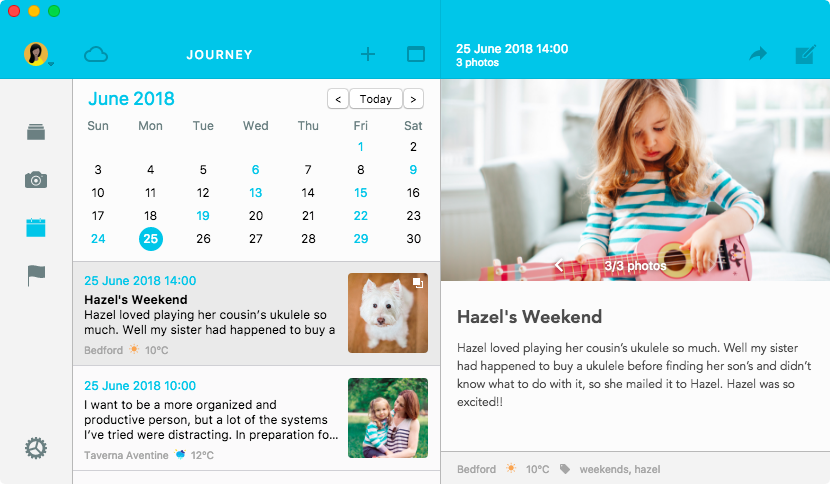 JOURNEY
25 June 2018 14:00
3 photos
June 2018
< Today >
Sun Mon Tue Wed Thu Fri Sat
1 2
3 4 5 6 7 8 9
10 11 12 13 14 15 16
17 18 19 20 21 22 23
24 25 26 27 28 29 30
25 June 2018 14:00
Hazel's Weekend
Hazel loved playing her cousin's ukulele so
much. Well my sister had happened to buy a
Bedford 10°C
25 June 2018 10:00
I want to be a more organized and
productive person, but a lot of the systems
I've tried were distracting. In preparation fo...
Taverna Aventine 12°C
3/3 photos
Hazel's Weekend
Hazel loved playing her cousin's ukulele so much. Well my sister
had happened to buy a ukulele before finding her son's and didn't
know what to do with it, so she mailed it to Hazel. Hazel was so
excited!!
Bedford 10°C weekends, hazel